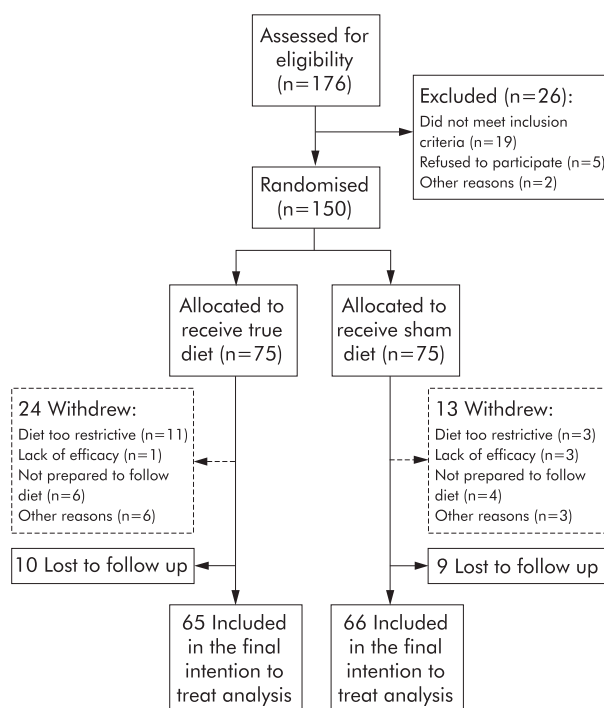 Assessed for
eligibility
(n=176)
Excluded (n=26):
Did not meet inclusion
criteria (n=19)
Refused to participate (n=5)
Other reasons (n=2)
Randomised
(n=150)
Allocated to
receive true
diet (n=75)
Allocated to
receive sham
diet (n=75)
24 Withdrew:
Diet too restrictive (n=11)
Lack of efficacy (n=1)
Not prepared to follow
diet (n=6)
Other reasons (n=6)
13 Withdrew:
Diet too restrictive (n=3)
Lack of efficacy (n=3)
Not prepared to follow
diet (n=4)
Other reasons (n=3)
10 Lost to follow up
9 Lost to follow up
65 Included
in the final
intention to
treat analysis
66 Included
in the final
intention to
treat analysis